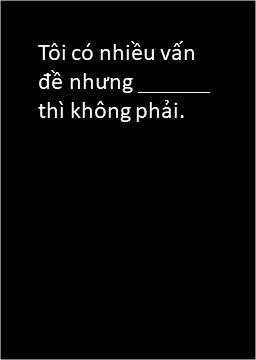 Tôi có nhiều vấn
đề nhưng _______
thì không phải.